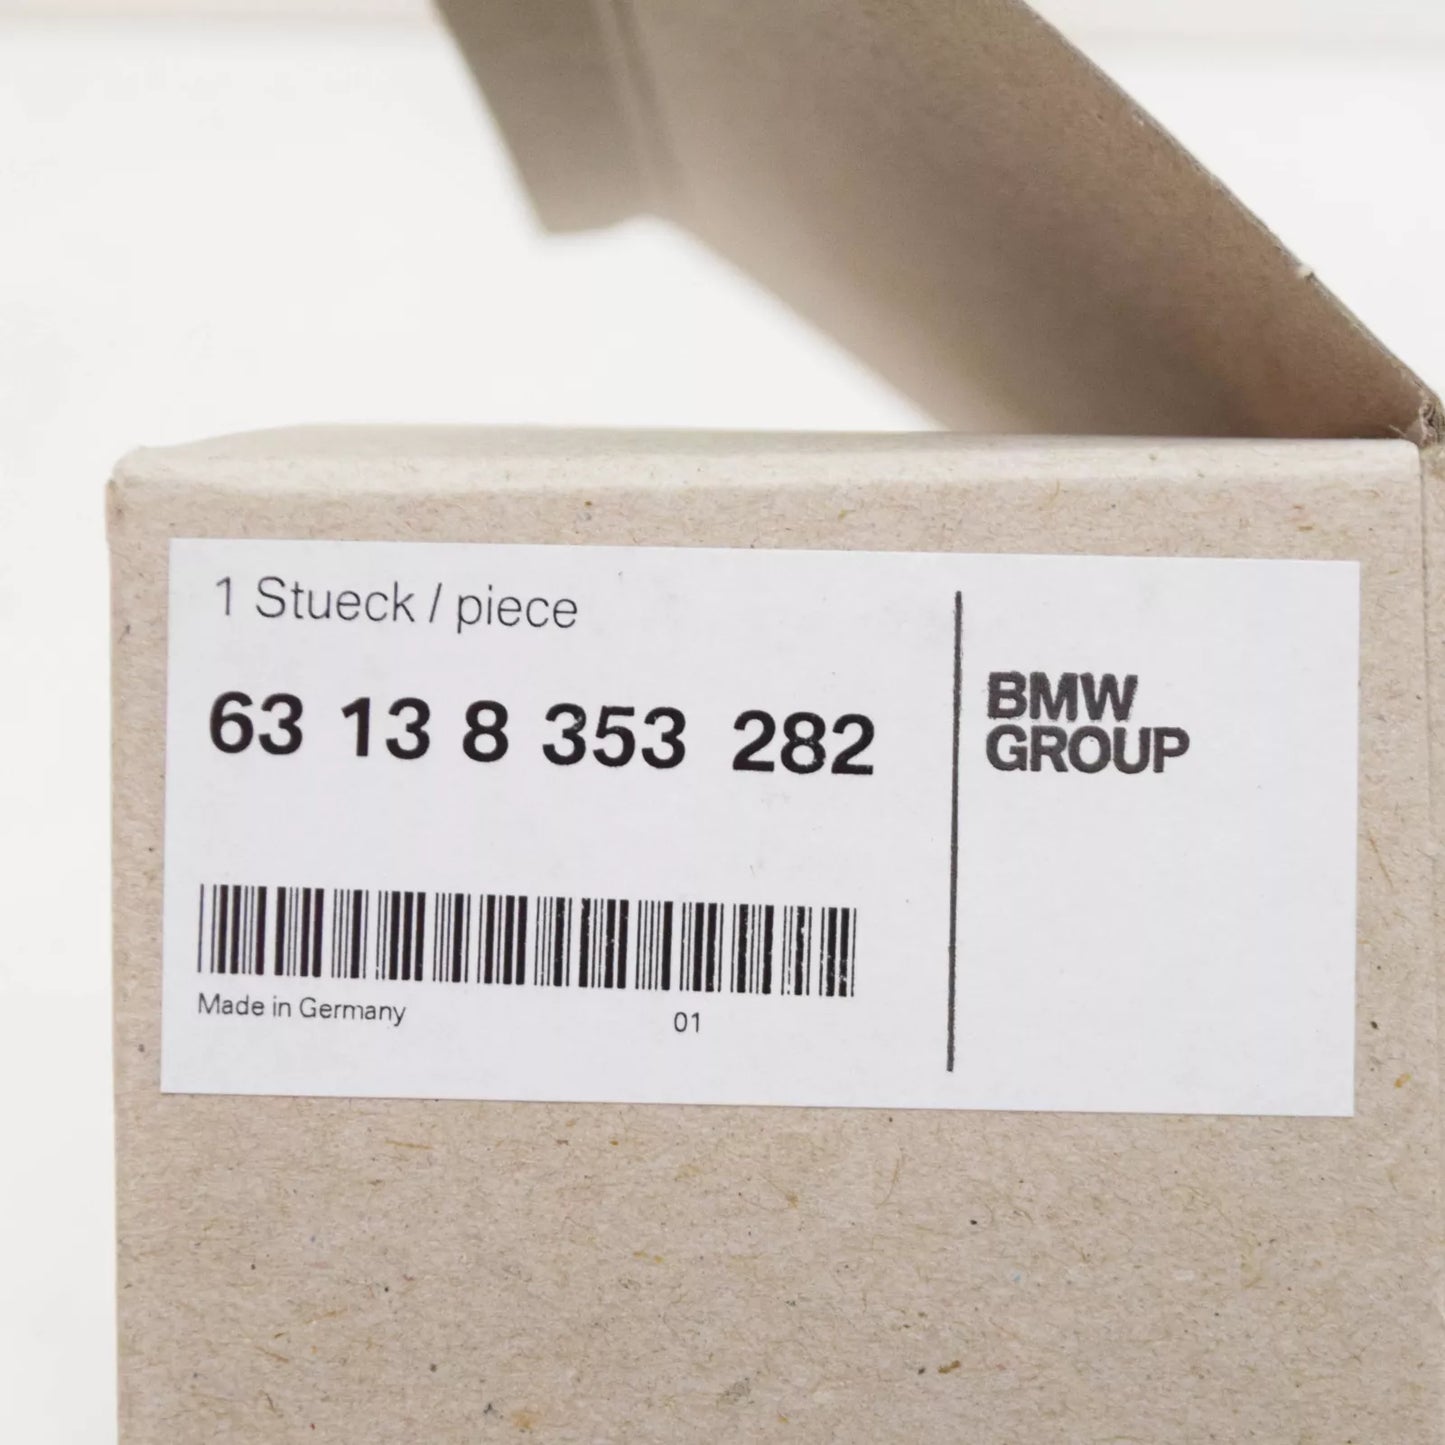 1 Stueck / piece
63 13 8 353 282
BMW
GROUP
Made in Germany
01